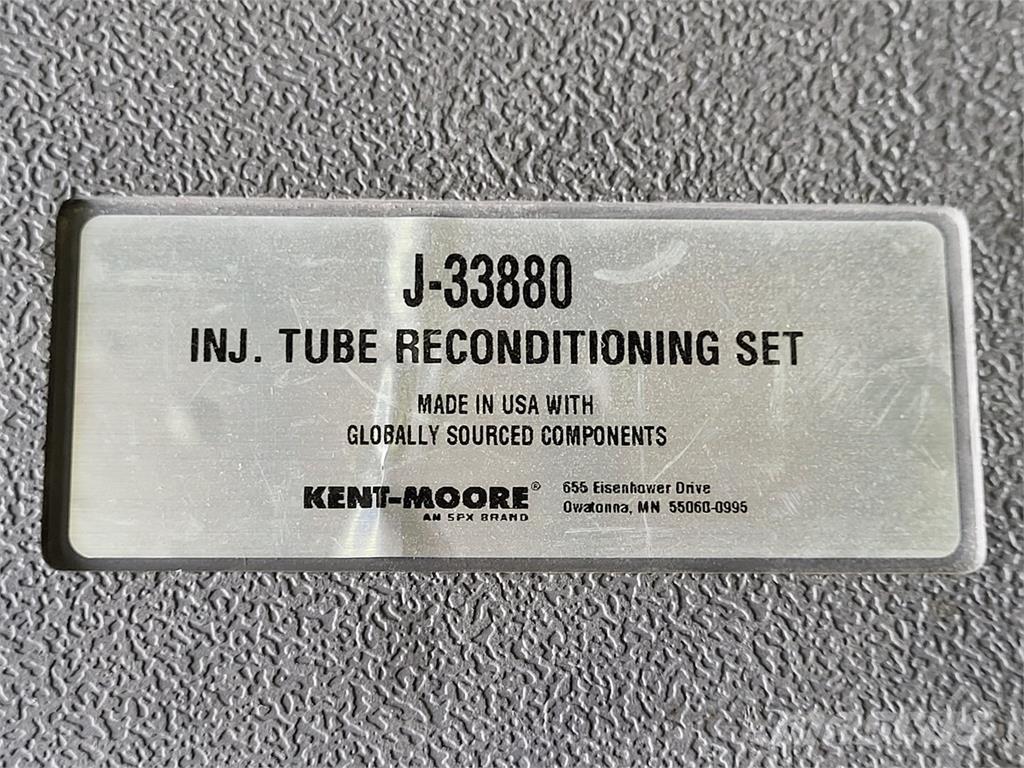 J-33880
INJ. TUBE RECONDITIONING SET
MADE IN USA WITH
GLOBALLY SOURCED COMPONENTS
KENT-MOORE®
AN SPX BRAND
655 Eisenhower Drive
Owatonna, MN 55060-0995